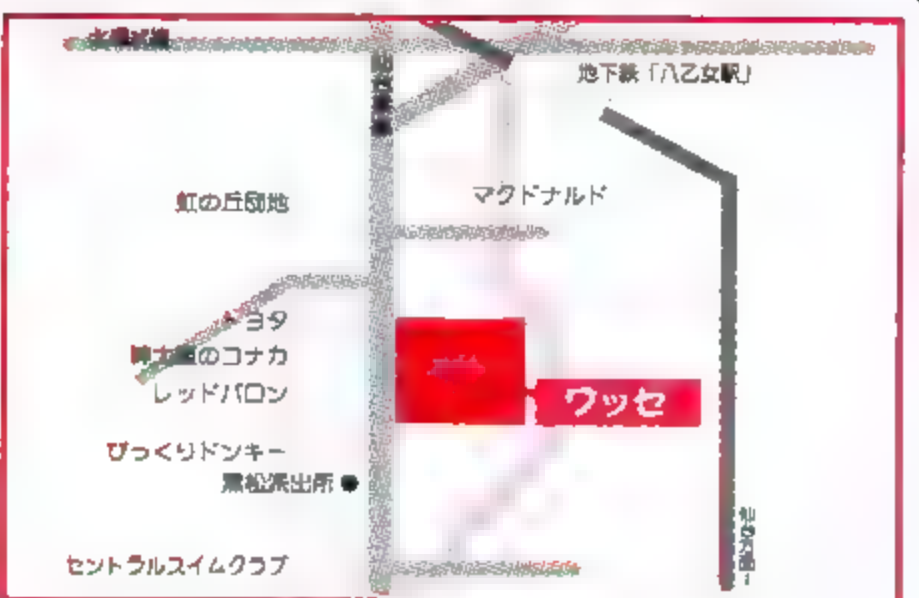 地下鉄「八乙女駅」
虹の丘団地
マクドナルド
トヨタ
のコナカ
レッドバロン
ワッセ
びっくりドンキー
黒松派出所
セントラルスイムクラブ